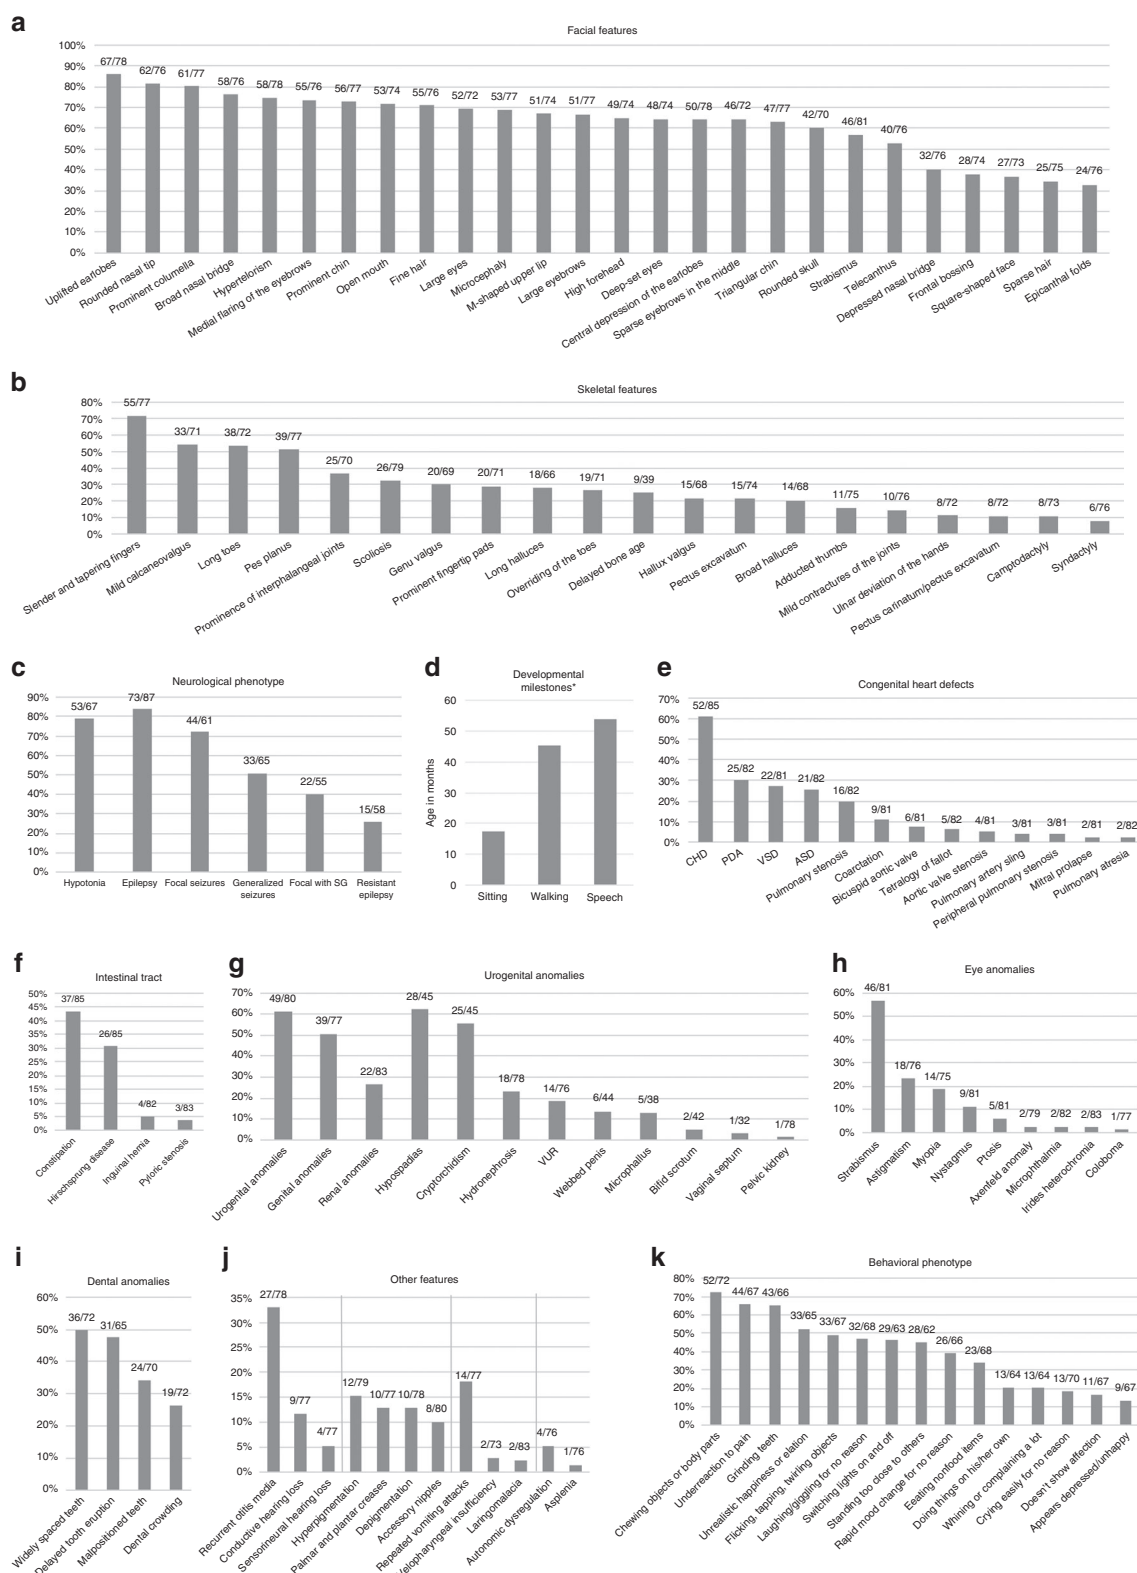 a
Facial features
100%
90%
80%
70%
60%
50%
40%
30%
20%
10%
0%
67/78 62/76 61/77 58/76 58/78 55/76 56/77 53/74 55/76 52/72 53/77 51/74 51/77 49/74 48/74 50/78 46/72 47/77 42/70 46/81 40/76 32/76 28/74 27/73 25/75 24/76
Uplifted earlobes
Rounded nasal tip
Prominent columella
Broad nasal bridge
Hypertelorism
Medial flaring of the eyebrows
Prominent chin
Open mouth
Fine hair
Large eyes
Microcephaly
M-shaped upper lip
Large eyebrows
High forehead
Deep-set eyes
Central depression of the earlobes
Sparse eyebrows in the middle
Triangular chin
Rounded skull
Strabismus
Telecanthus
Depressed nasal bridge
Frontal bossing
Square-shaped face
Sparse hair
Epicanthal folds
b
Skeletal features
80%
70%
60%
50%
40%
30%
20%
10%
0%
55/77 33/71 38/72 39/77 25/70 26/79 20/69 20/71 18/66 19/71 9/39 15/68 15/74 14/68 11/75 10/76 8/72 8/72 8/73 6/76
Slender and tapering fingers
Mild calcaneovalgus
Long toes
Pes planus
Prominence of interphalangeal joints
Scoliosis
Genu valgus
Prominent fingertip pads
Long halluces
Overriding of the toes
Delayed bone age
Hallux valgus
Pectus excavatum
Broad halluces
Adducted thumbs
Mild contractures of the joints
Ulnar deviation of the hands
Pectus carinatum/pectus excavatum
Camptodactyly
Syndactyly
c
Neurological phenotype
90%
80%
70%
60%
50%
40%
30%
20%
10%
0%
53/67 73/87 44/61 33/65 22/55 15/58
Hypotonia
Epilepsy
Focal seizures
Generalized
seizures
Focal with SG
Resistant
epilepsy
d
Developmental
milestones*
Age in months
60
50
40
30
20
10
0
Sitting
Walking
Speech
e
Congenital heart defects
70%
60%
50%
40%
30%
20%
10%
0%
52/85 25/82 22/81 21/82 16/82 9/81 6/81 5/82 4/81 3/81 3/81 2/81 2/82
CHD
PDA
VSD
ASD
Pulmonary stenosis
Coarctation
Bicuspid aortic valve
Tetralogy of fallot
Aortic valve stenosis
Pulmonary artery sling
Peripheral pulmonary stenosis
Mitral prolapse
Pulmonary atresia
f
Intestinal tract
50%
45%
40%
35%
30%
25%
20%
15%
10%
5%
0%
37/85 26/85 4/82 3/83
Constipation
Hirschsprung disease
Inguinal hernia
Pyloric stenosis
g
Urogenital anomalies
70%
60%
50%
40%
30%
20%
10%
0%
49/80 39/77 22/83 28/45 25/45 18/78 14/76 6/44 5/38 2/42 1/32 1/78
Urogenital anomalies
Genital anomalies
Renal anomalies
Hypospadias
Cryptorchidism
Hydronephrosis
VUR
Webbed penis
Microphallus
Bifid scrotum
Vaginal septum
Pelvic kidney
h
Eye anomalies
60%
50%
40%
30%
20%
10%
0%
46/81 18/76 14/75 9/81 5/81 2/79 2/82 2/83 1/77
Strabismus
Astigmatism
Myopia
Nystagmus
Ptosis
Axenfeld anomaly
Microphthalmia
Irides heterochromia
Coloboma
i
Dental anomalies
60%
50%
40%
30%
20%
10%
0%
36/72 31/65 24/70 19/72
Widely spaced teeth
Delayed tooth eruption
Malpositioned teeth
Dental crowding
j
Other features
35%
30%
25%
20%
15%
10%
5%
0%
27/78 9/77 4/77 12/79 10/77 10/78 8/80 14/77 2/73 2/83 4/76 1/76
Recurrent otitis media
Conductive hearing loss
Sensorineural hearing loss
Hyperpigmentation
Palmar and plantar creases
Depigmentation
Accessory nipples
Repeated vomiting attacks
Velopharyngeal insufficiency
Laringomalacia
Autonomic dysregulation
Asplenia
k
Behavioral phenotype
80%
70%
60%
50%
40%
30%
20%
10%
0%
52/72 44/67 43/66 33/65 33/67 32/68 29/63 28/62 26/66 23/68 13/64 13/64 13/70 11/67 9/67
Chewing objects or body parts
Underreaction to pain
Grinding teeth
Unrealistic happiness or elation
Flicking, tapping, twirling objects
Laughing/giggling for no reason
Switching lights on and off
Standing too close to others
Rapid mood change for no reason
Eeating nonfood items
Doing things on his/her own
Whining or complaining a lot
Crying easily for no reason
Doesn't show affection
Appears depressed/unhappy